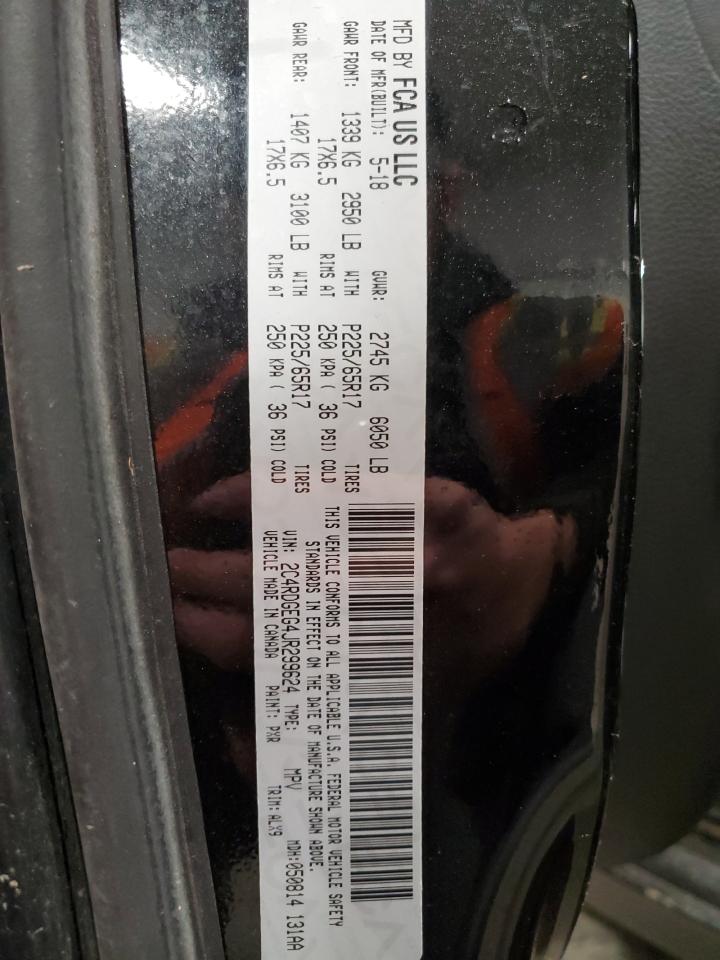 MFD BY FCA US LLC
DATE OF MFR(BUILT): 5-18 GVWR: 2745 KG 6050 LB
GAWR FRONT: 1339 KG 2950 LB WITH P225/65R17 TIRES
17X6.5 RIMS AT 250 KPA ( 36 PSI) COLD
GAWR REAR: 1407 KG 3100 LB WITH P225/65R17 TIRES
17X6.5 RIMS AT 250 KPA ( 36 PSI) COLD
THIS VEHICLE CONFORMS TO ALL APPLICABLE U.S.A. FEDERAL MOTOR VEHICLE SAFETY
STANDARDS IN EFFECT ON THE DATE OF MANUFACTURE SHOWN ABOVE.
VIN: 2C4RDGEG4JR299624 TYPE: MPV MDH:050814 131AA
VEHICLE MADE IN CANADA PAINT: PXR TRIM: ALX9